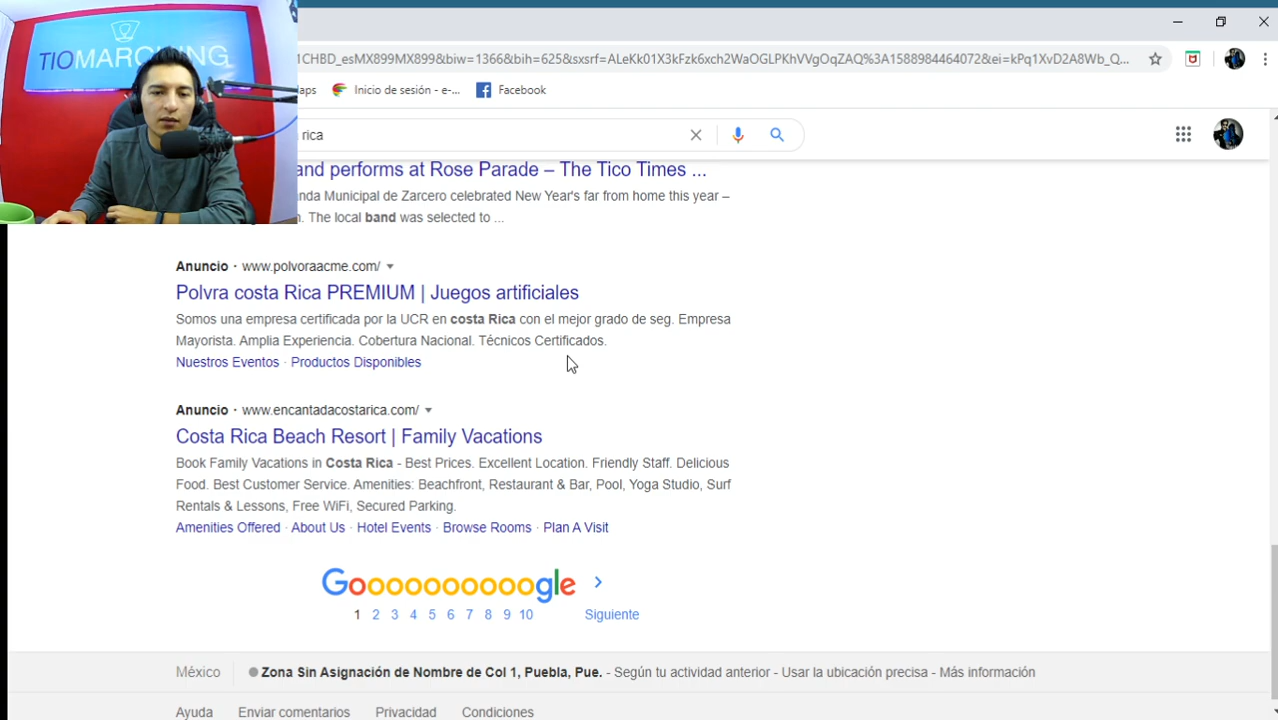 TIOMARCHING
1CHBD_esMX899MX899&biw=1366&bih=625&sxsrf=ALeKk01X3kFzk6xch2WaOGLPKhVVgOqZAQ%3A1588984464072&ei=kPq1XvD2A8Wb_Q...
aps
Inicio de sesión - e-...
Facebook
rica
and performs at Rose Parade – The Tico Times ...
anda Municipal de Zarcero celebrated New Year's far from home this year –
. The local band was selected to ...
Anuncio · www.polvoraacme.com/
Polvra costa Rica PREMIUM | Juegos artificiales
Somos una empresa certificada por la UCR en costa Rica con el mejor grado de seg. Empresa
Mayorista. Amplia Experiencia. Cobertura Nacional. Técnicos Certificados.
Nuestros Eventos · Productos Disponibles
Anuncio · www.encantadacostarica.com/
Costa Rica Beach Resort | Family Vacations
Book Family Vacations in Costa Rica - Best Prices. Excellent Location. Friendly Staff. Delicious
Food. Best Customer Service. Amenities: Beachfront, Restaurant & Bar, Pool, Yoga Studio, Surf
Rentals & Lessons, Free WiFi, Secured Parking.
Amenities Offered · About Us · Hotel Events · Browse Rooms · Plan A Visit
Goooooooooogle
1 2 3 4 5 6 7 8 9 10 Siguiente
México
Zona Sin Asignación de Nombre de Col 1, Puebla, Pue. - Según tu actividad anterior - Usar la ubicación precisa - Más información
Ayuda Enviar comentarios Privacidad Condiciones